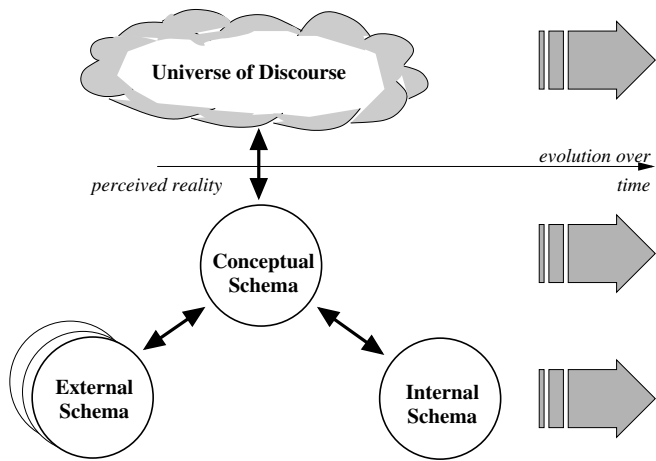 Universe of Discourse
evolution over
perceived reality
time
Conceptual
Schema
External
Schema
Internal
Schema